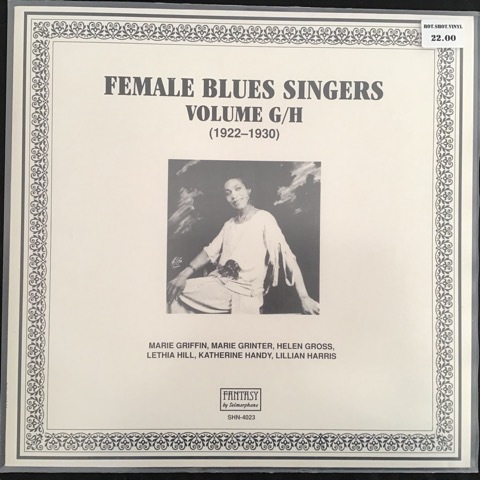 HOT.SHOT.VINYL
22.00
FEMALE BLUES SINGERS
VOLUME G/H
(1922–1930)
MARIE GRIFFIN, MARIE GRINTER, HELEN GROSS,
LETHIA HILL, KATHERINE HANDY, LILLIAN HARRIS
FANTASY
by Selmerphone
SHN-4023